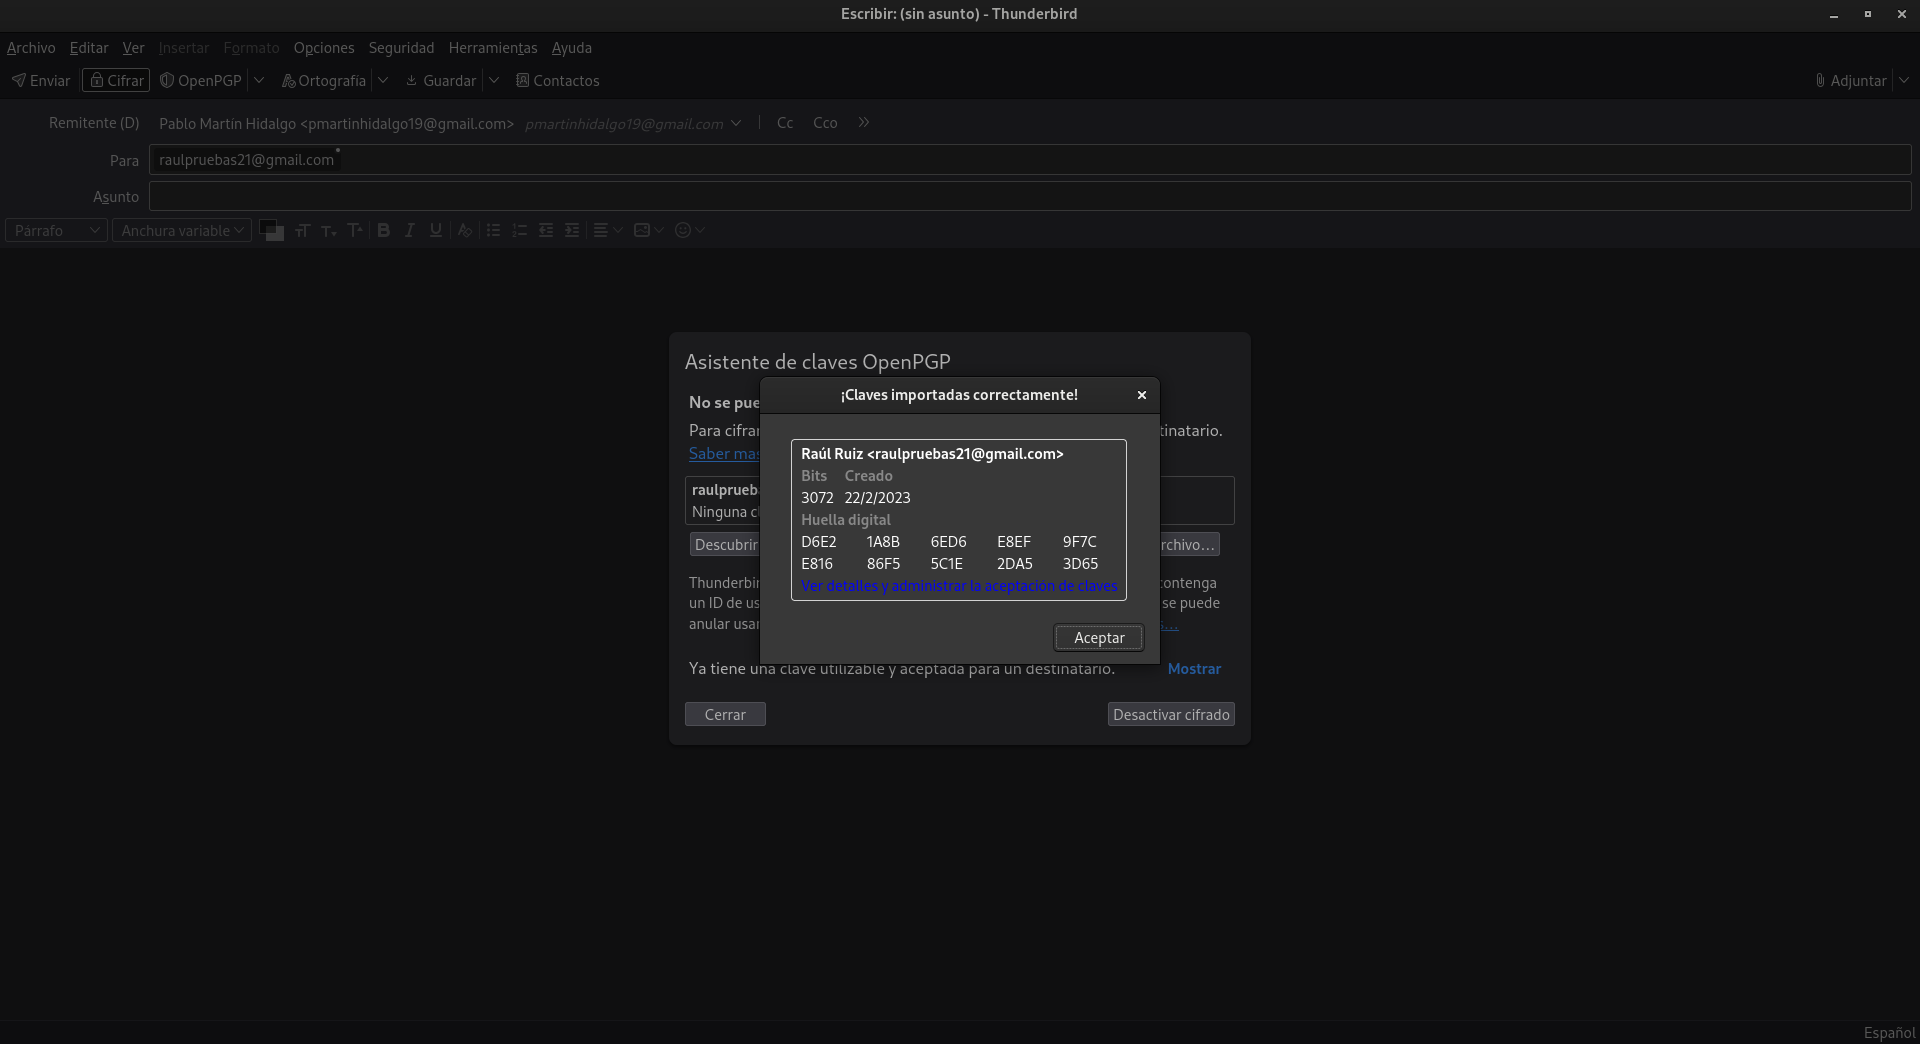 Escribir: (sin asunto) - Thunderbird
Archivo Editar Ver Insertar Formato Opciones Seguridad Herramientas Ayuda
Enviar Cifrar OpenPGP Ortografía Guardar Contactos Adjuntar
Remitente (D) Pablo Martín Hidalgo <pmartinhidalgo19@gmail.com> pmartinhidalgo19@gmail.com Cc Cco
Para raulpruebas21@gmail.com*
Asunto
Párrafo Anchura variable
Asistente de claves OpenPGP
¡Claves importadas correctamente!
No se pue
Para cifrar tinatario.
Raúl Ruiz <raulpruebas21@gmail.com>
Saber mas
Bits Creado
raulprueb
3072 22/2/2023
Ninguna cl
Huella digital
D6E2 1A8B 6ED6 E8EF 9F7C
Descubrir rchivo…
E816 86F5 5C1E 2DA5 3D65
Thunderbir contenga
Ver detalles y administrar la aceptación de claves
un ID de us se puede
anular usar s…
Aceptar
Ya tiene una clave utilizable y aceptada para un destinatario. Mostrar
Cerrar Desactivar cifrado
Español